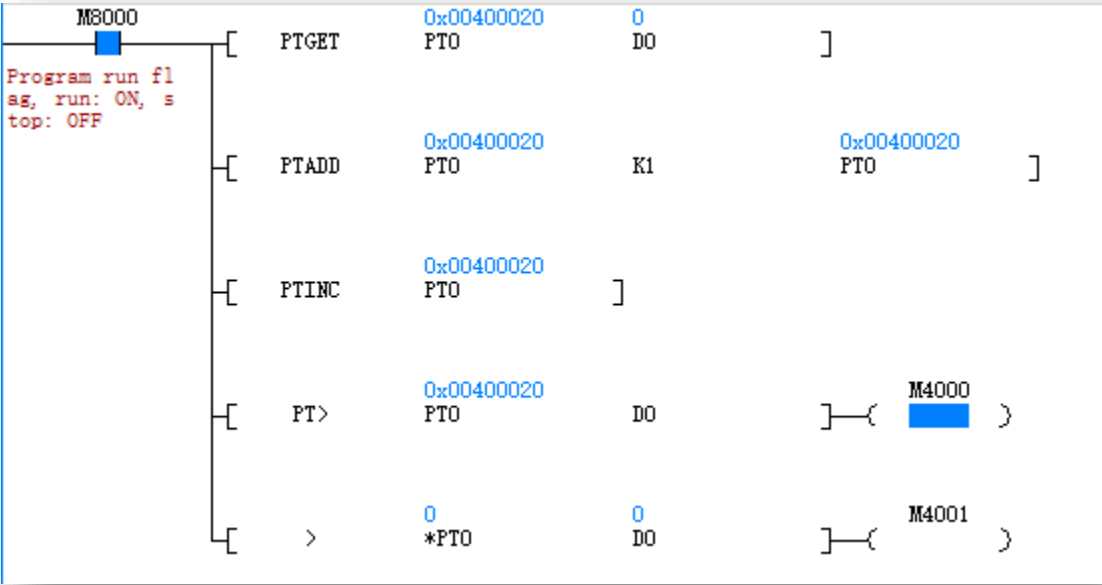 M8000 0x00400020 0
[ PTGET PT0 D0 ]
Program run fl
ag, run: ON, s
top: OFF
0x00400020 0x00400020
[ PTADD PT0 K1 PT0 ]
0x00400020
[ PTINC PT0 ]
0x00400020 M4000
[ PT> PT0 D0 ] ( )
0 0 M4001
[ > *PT0 D0 ] ( )